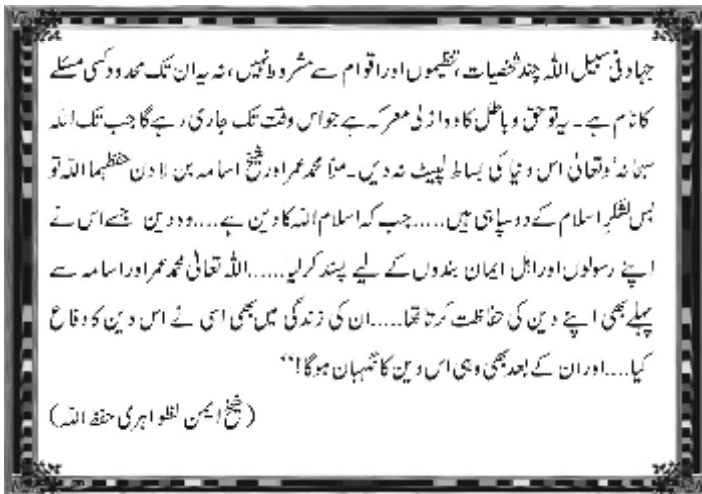 جہاد فی سبیل اللہ چند شخصیات، تنظیموں اور اقوام سے مشروط نہیں، نہ یہ ان تک محدود کسی مسئلے
کا نام ہے۔ یہ تو حق و باطل کا وہ ازلی معرکہ ہے جو اس وقت تک جاری رہے گا جب تک اللہ
سبحانہٗ وتعالیٰ اس دنیا کی بساط لپیٹ نہ دیں۔ ملا محمد عمر اور شیخ اسامہ بن لادن حفظہما اللہ تو
بس لشکرِ اسلام کے دو سپاہی ہیں.....جب کہ اسلام اللہ کا دین ہے....وہ دین جسے اس نے
اپنے رسولوں اور اہل ایمان بندوں کے لیے پسند کر لیا......اللہ تعالیٰ محمد عمر اور اسامہ سے
پہلے بھی اپنے دین کی حفاظت کرتا تھا.....ان کی زندگی میں بھی اسی نے اس دین کا دفاع
کیا....اور ان کے بعد بھی وہی اس دین کا نگہبان ہوگا!‘‘
(شیخ ایمن الظواہری حفظہ اللہ)